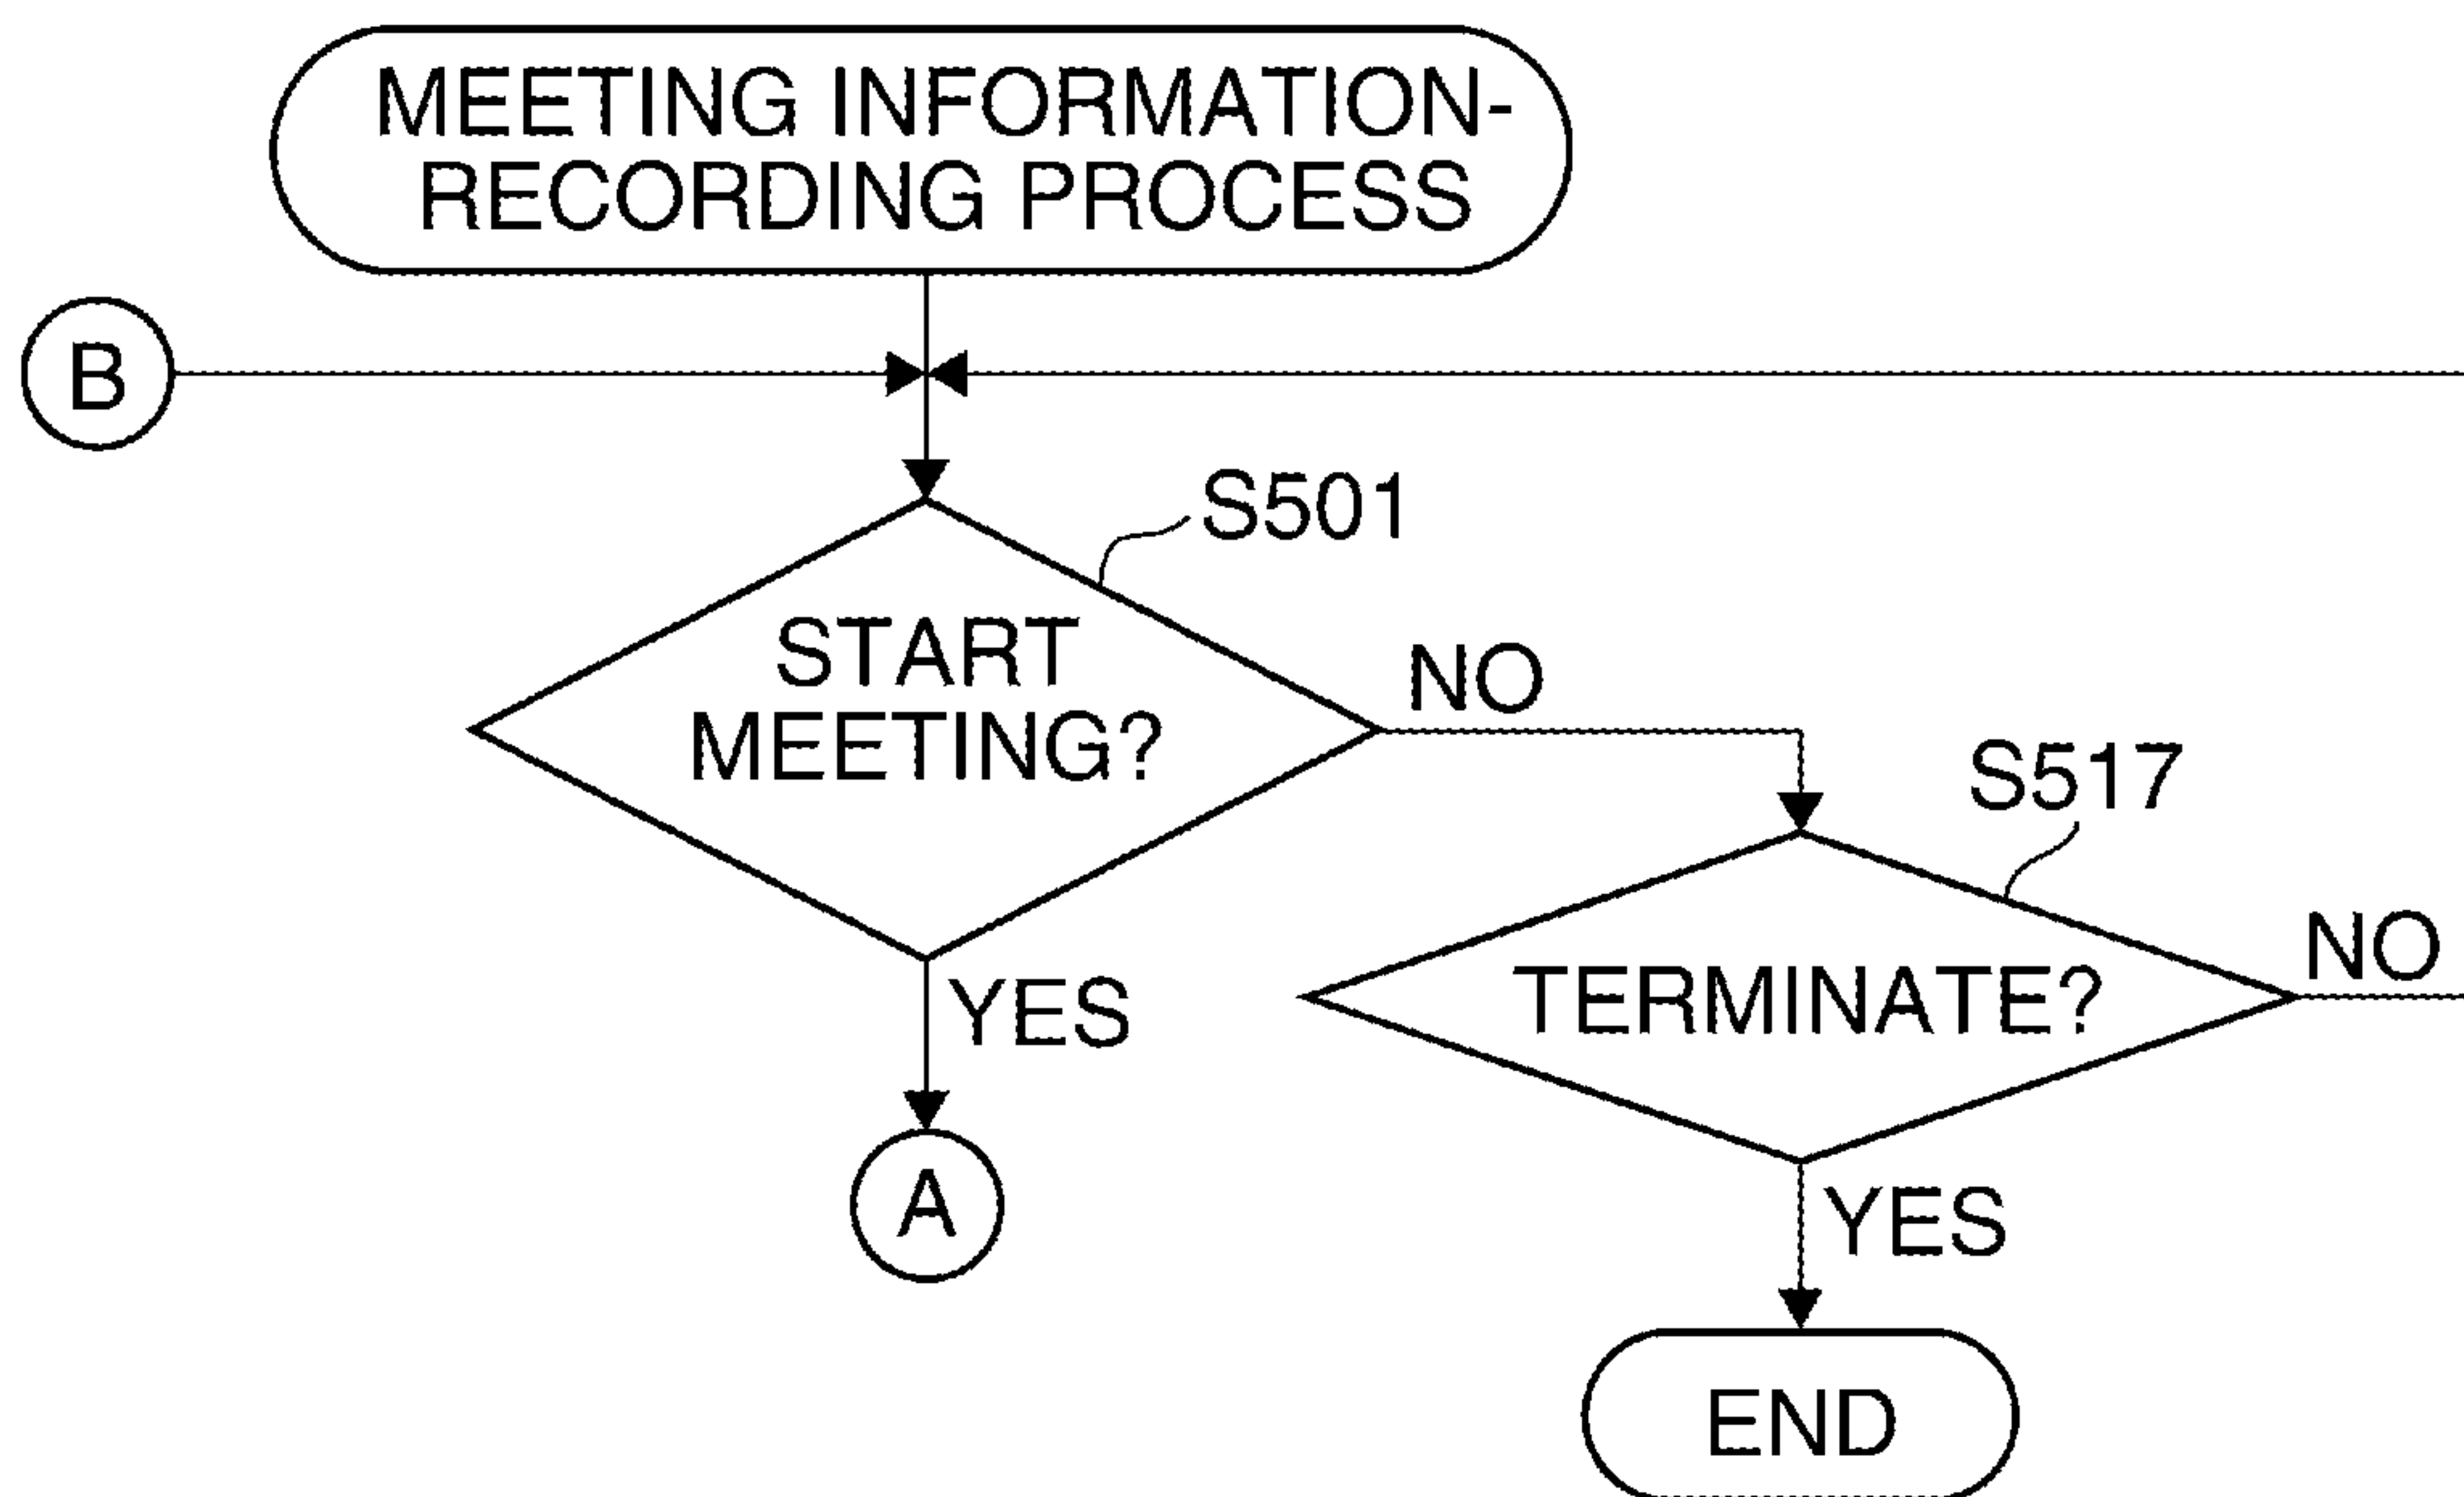 MEETING INFORMATION-
RECORDING PROCESS
B
S501
START
MEETING?
NO
S517
TERMINATE?
NO
YES
A
YES
END